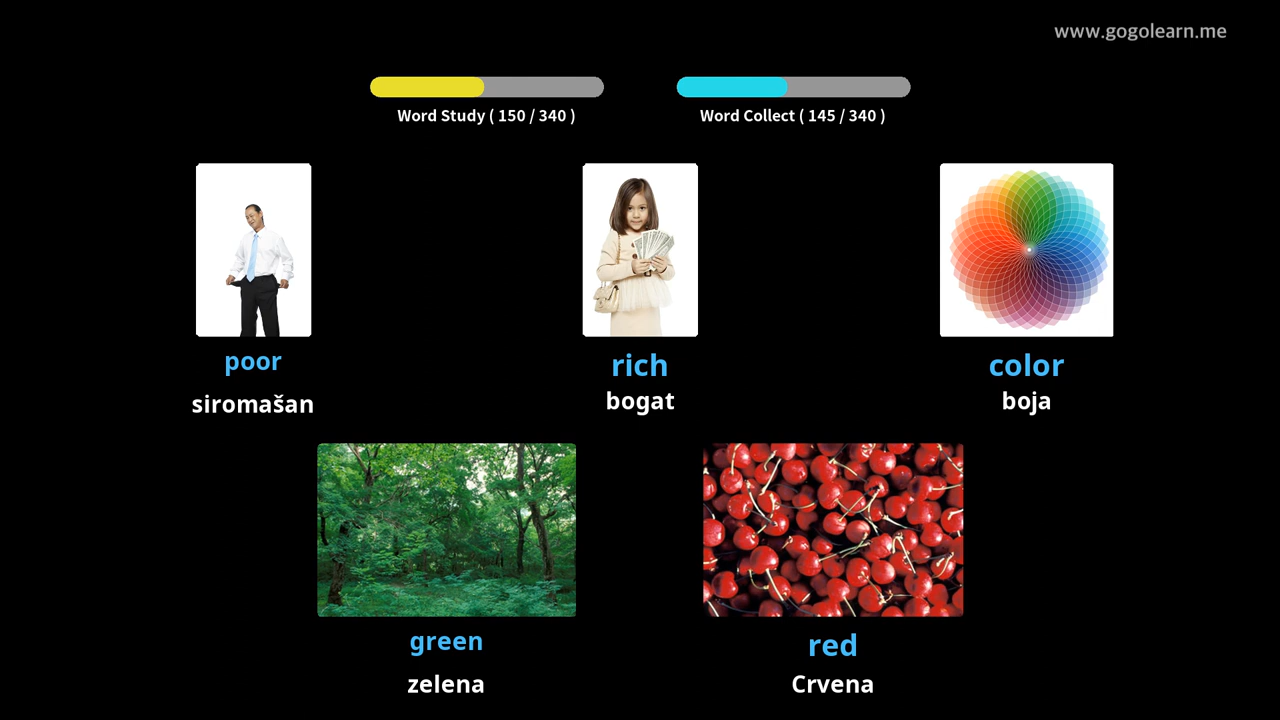 www.gogolearn.me
Word Study ( 150 / 340 )
Word Collect ( 145 / 340 )
poor
siromašan
rich
bogat
color
boja
green
zelena
red
Crvena